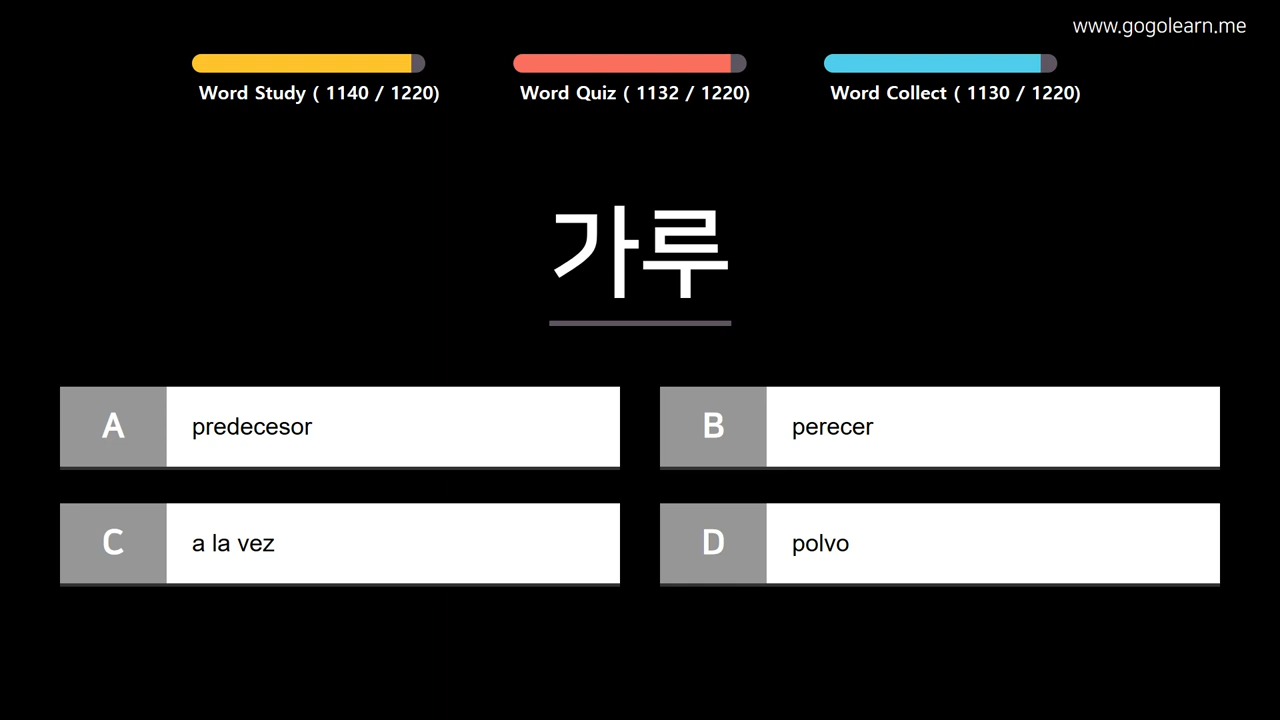 www.gogolearn.me
Word Study ( 1140 / 1220)
Word Quiz ( 1132 / 1220)
Word Collect ( 1130 / 1220)
가루
A predecesor
B perecer
C a la vez
D polvo